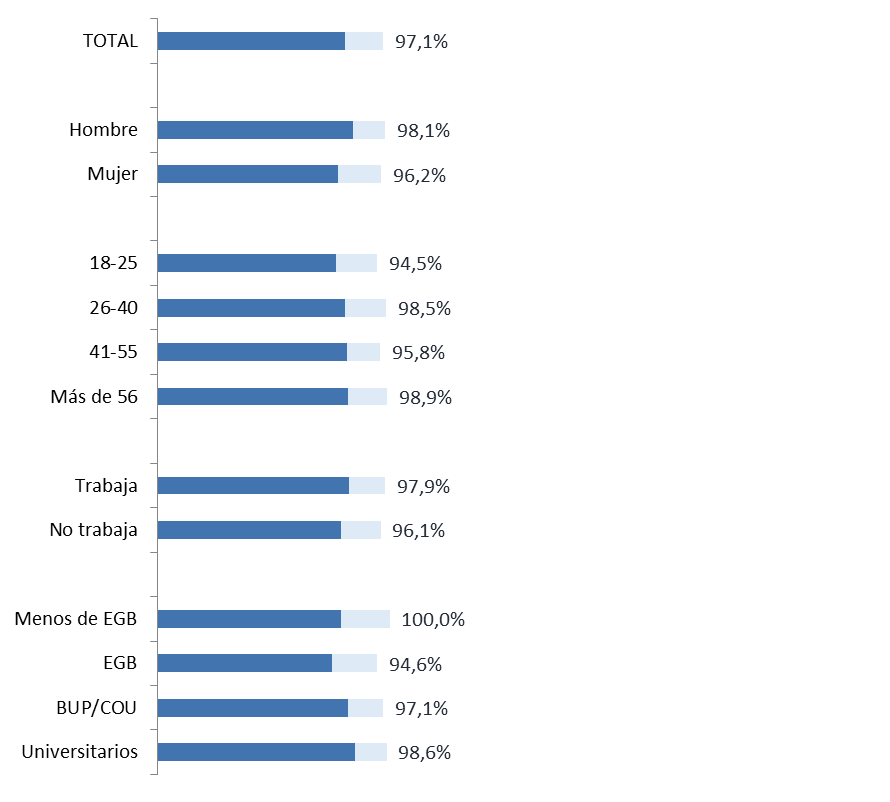 TOTAL 97,1%
Hombre 98,1%
Mujer 96,2%
18-25 94,5%
26-40 98,5%
41-55 95,8%
Más de 56 98,9%
Trabaja 97,9%
No trabaja 96,1%
Menos de EGB 100,0%
EGB 94,6%
BUP/COU 97,1%
Universitarios 98,6%